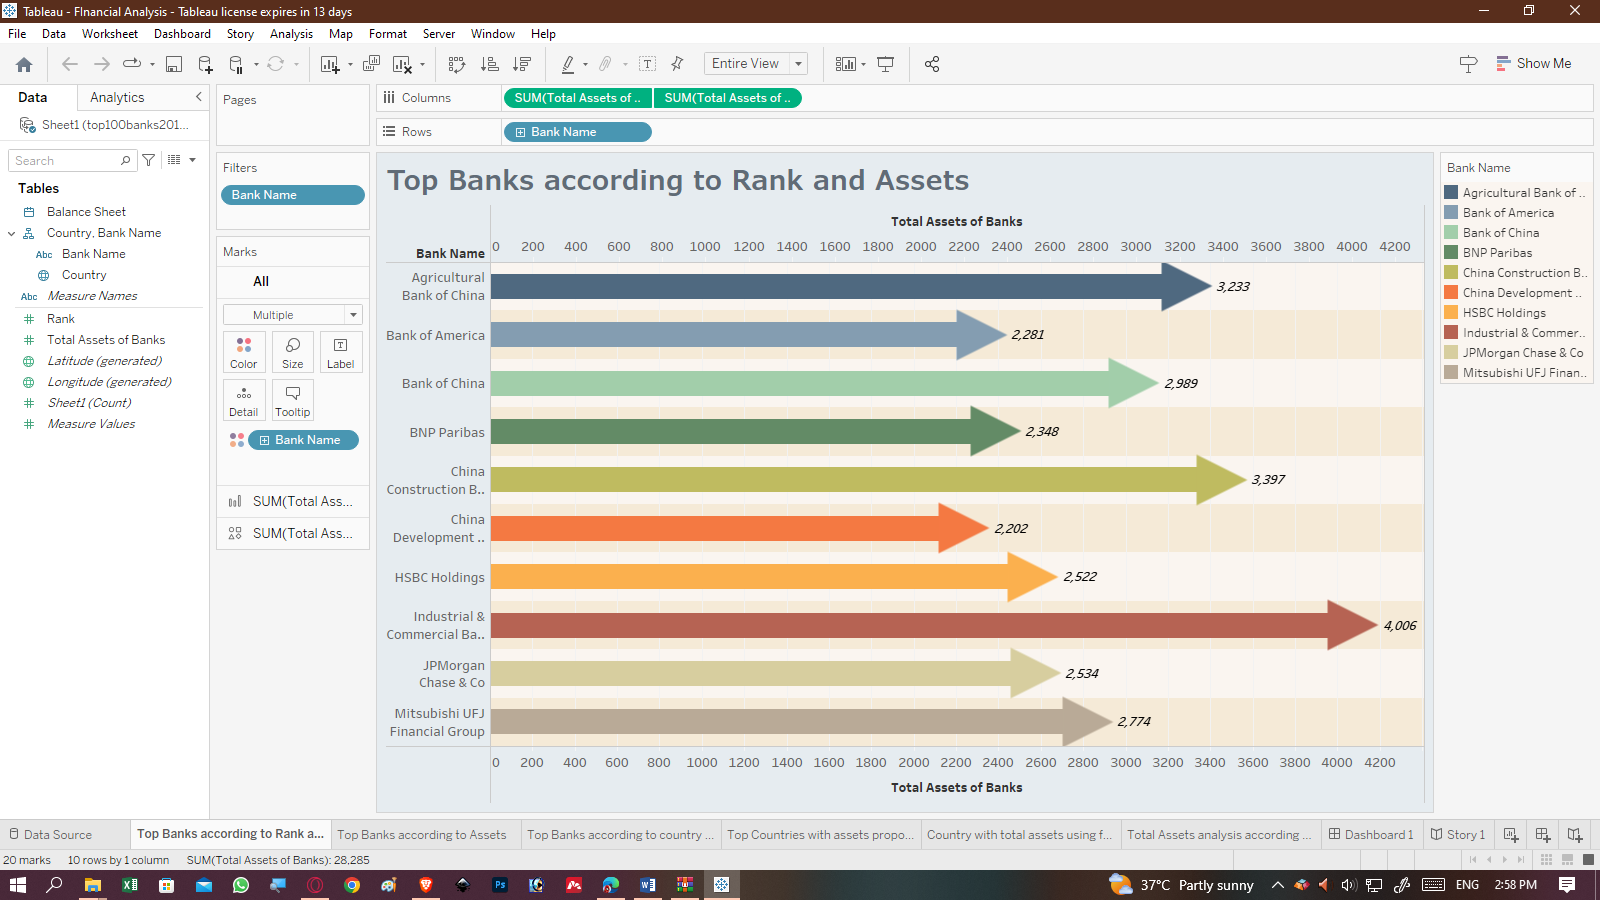 Tableau - FInancial Analysis - Tableau license expires in 13 days
File Data Worksheet Dashboard Story Analysis Map Format Server Window Help
Entire View
Show Me
Data Analytics
Sheet1 (top100banks201...
Search
Tables
Balance Sheet
Country, Bank Name
Abc Bank Name
Country
Abc Measure Names
Rank
Total Assets of Banks
Latitude (generated)
Longitude (generated)
Sheet1 (Count)
Measure Values
Pages
Filters
Bank Name
Marks
All
Multiple
Color Size Label
Detail Tooltip
Bank Name
SUM(Total Ass...
SUM(Total Ass...
Columns SUM(Total Assets of .. SUM(Total Assets of ..
Rows Bank Name
Top Banks according to Rank and Assets
Total Assets of Banks
Bank Name
0 200 400 600 800 1000 1200 1400 1600 1800 2000 2200 2400 2600 2800 3000 3200 3400 3600 3800 4000 4200
Agricultural
Bank of China
3,233
Bank of America 2,281
Bank of China 2,989
BNP Paribas 2,348
China
Construction B..
3,397
China
Development ..
2,202
HSBC Holdings 2,522
Industrial &
Commercial Ba..
4,006
JPMorgan
Chase & Co
2,534
Mitsubishi UFJ
Financial Group
2,774
0 200 400 600 800 1000 1200 1400 1600 1800 2000 2200 2400 2600 2800 3000 3200 3400 3600 3800 4000 4200
Total Assets of Banks
Bank Name
Agricultural Bank of ..
Bank of America
Bank of China
BNP Paribas
China Construction B..
China Development ..
HSBC Holdings
Industrial & Commer..
JPMorgan Chase & Co
Mitsubishi UFJ Finan..
Data Source Top Banks according to Rank a... Top Banks according to Assets Top Banks according to country ... Top Countries with assets propo... Country with total assets using f... Total Assets analysis according ... Dashboard 1 Story 1
20 marks 10 rows by 1 column SUM(Total Assets of Banks): 28,285
37°C Partly sunny ENG 2:58 PM